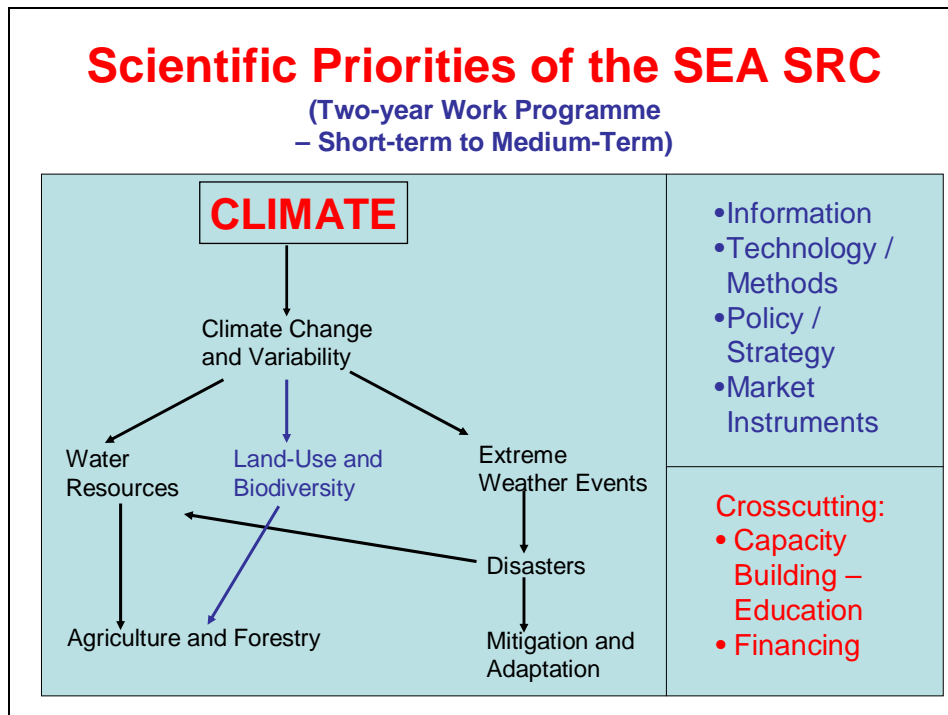 Scientific Priorities of the SEA SRC
(Two-year Work Programme
– Short-term to Medium-Term)
CLIMATE
Climate Change
and Variability
Water
Resources
Land-Use and
Biodiversity
Extreme
Weather Events
Disasters
Agriculture and Forestry
Mitigation and
Adaptation
•Information
•Technology /
Methods
•Policy /
Strategy
•Market
Instruments
Crosscutting:
• Capacity
Building –
Education
• Financing